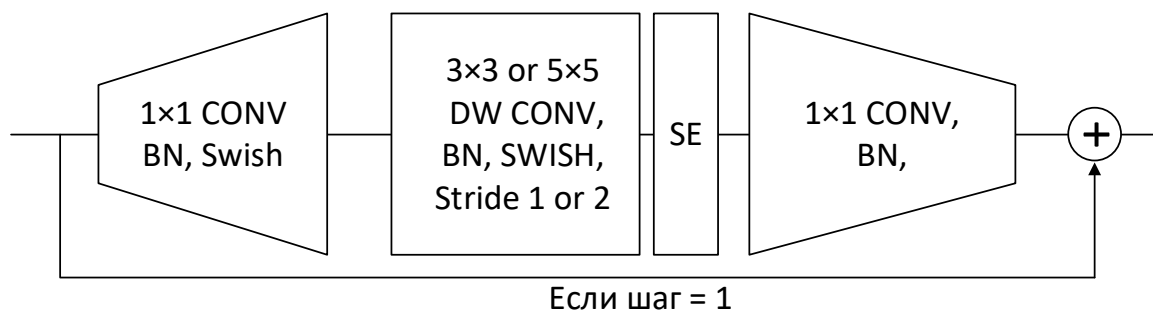 1×1 CONV
BN, Swish
3×3 or 5×5
DW CONV,
BN, SWISH,
Stride 1 or 2
SE
1×1 CONV,
BN,
+
Если шаг = 1